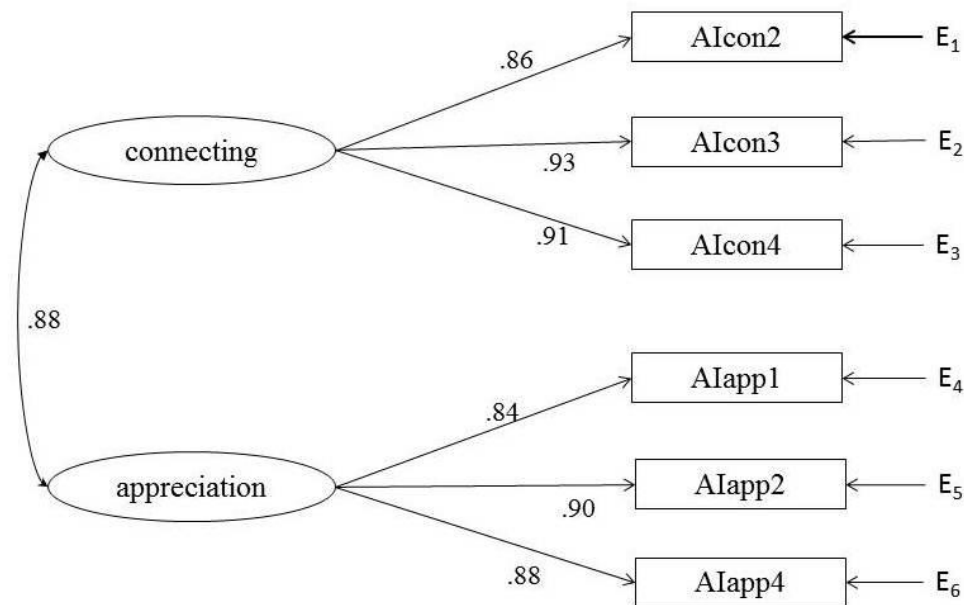 AIcon2
E1
.86
connecting
AIcon3
E2
.93
.91
AIcon4
E3
.88
AIapp1
E4
.84
appreciation
AIapp2
E5
.90
.88
AIapp4
E6